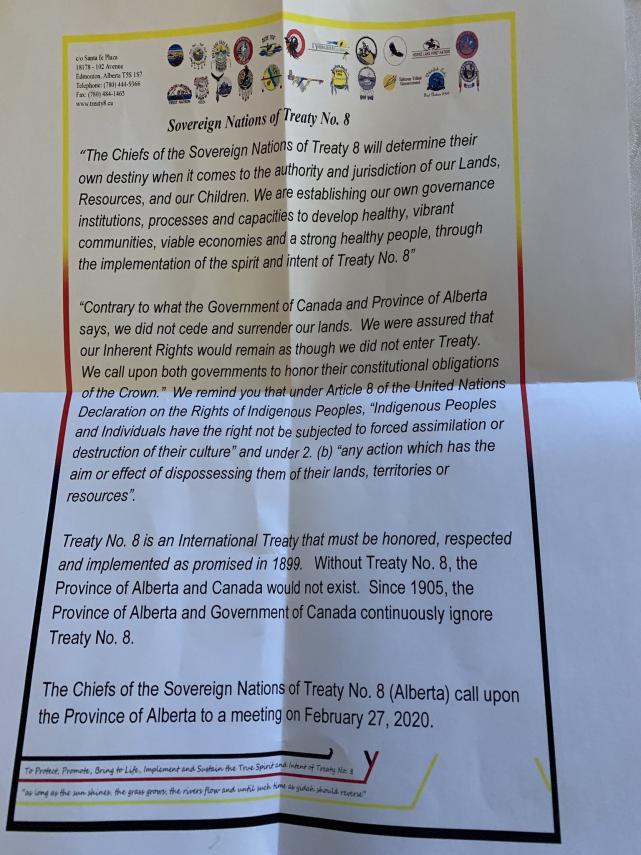 c/o Santa fe Plaza
18178 - 102 Avenue
Edmonton, Alberta T5S 1S7
Telephone: (780) 444-9366
Fax: (780) 484-1465
www.treaty8.ca
Sovereign Nations of Treaty No. 8
“The Chiefs of the Sovereign Nations of Treaty 8 will determine their
own destiny when it comes to the authority and jurisdiction of our Lands,
Resources, and our Children. We are establishing our own governance
institutions, processes and capacities to develop healthy, vibrant
communities, viable economies and a strong healthy people, through
the implementation of the spirit and intent of Treaty No. 8”
“Contrary to what the Government of Canada and Province of Alberta
says, we did not cede and surrender our lands. We were assured that
our Inherent Rights would remain as though we did not enter Treaty.
We call upon both governments to honor their constitutional obligations
of the Crown.” We remind you that under Article 8 of the United Nations
Declaration on the Rights of Indigenous Peoples, “Indigenous Peoples
and Individuals have the right not be subjected to forced assimilation or
destruction of their culture” and under 2. (b) “any action which has the
aim or effect of dispossessing them of their lands, territories or
resources”.
Treaty No. 8 is an International Treaty that must be honored, respected
and implemented as promised in 1899. Without Treaty No. 8, the
Province of Alberta and Canada would not exist. Since 1905, the
Province of Alberta and Government of Canada continuously ignore
Treaty No. 8.
The Chiefs of the Sovereign Nations of Treaty No. 8 (Alberta) call upon
the Province of Alberta to a meeting on February 27, 2020.
To Protect, Promote, Bring to Life, Implement and Sustain the True Spirit and Intent of Treaty No. 8
“as long as the sun shines, the grass grows, the rivers flow and until such time as yidah should reverse”